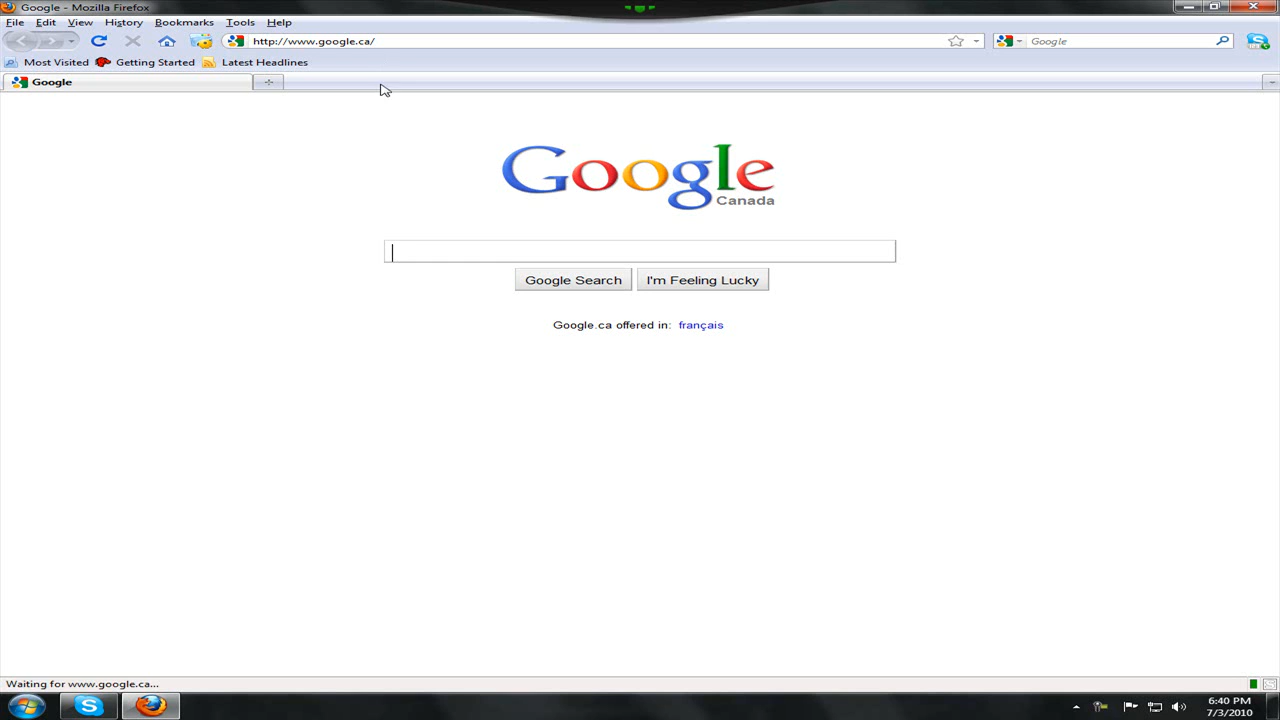 Google - Mozilla Firefox
File Edit View History Bookmarks Tools Help
http://www.google.ca/
Google
Most Visited Getting Started Latest Headlines
Google
Google
Canada
Google Search I'm Feeling Lucky
Google.ca offered in: français
Waiting for www.google.ca...
6:40 PM
7/3/2010